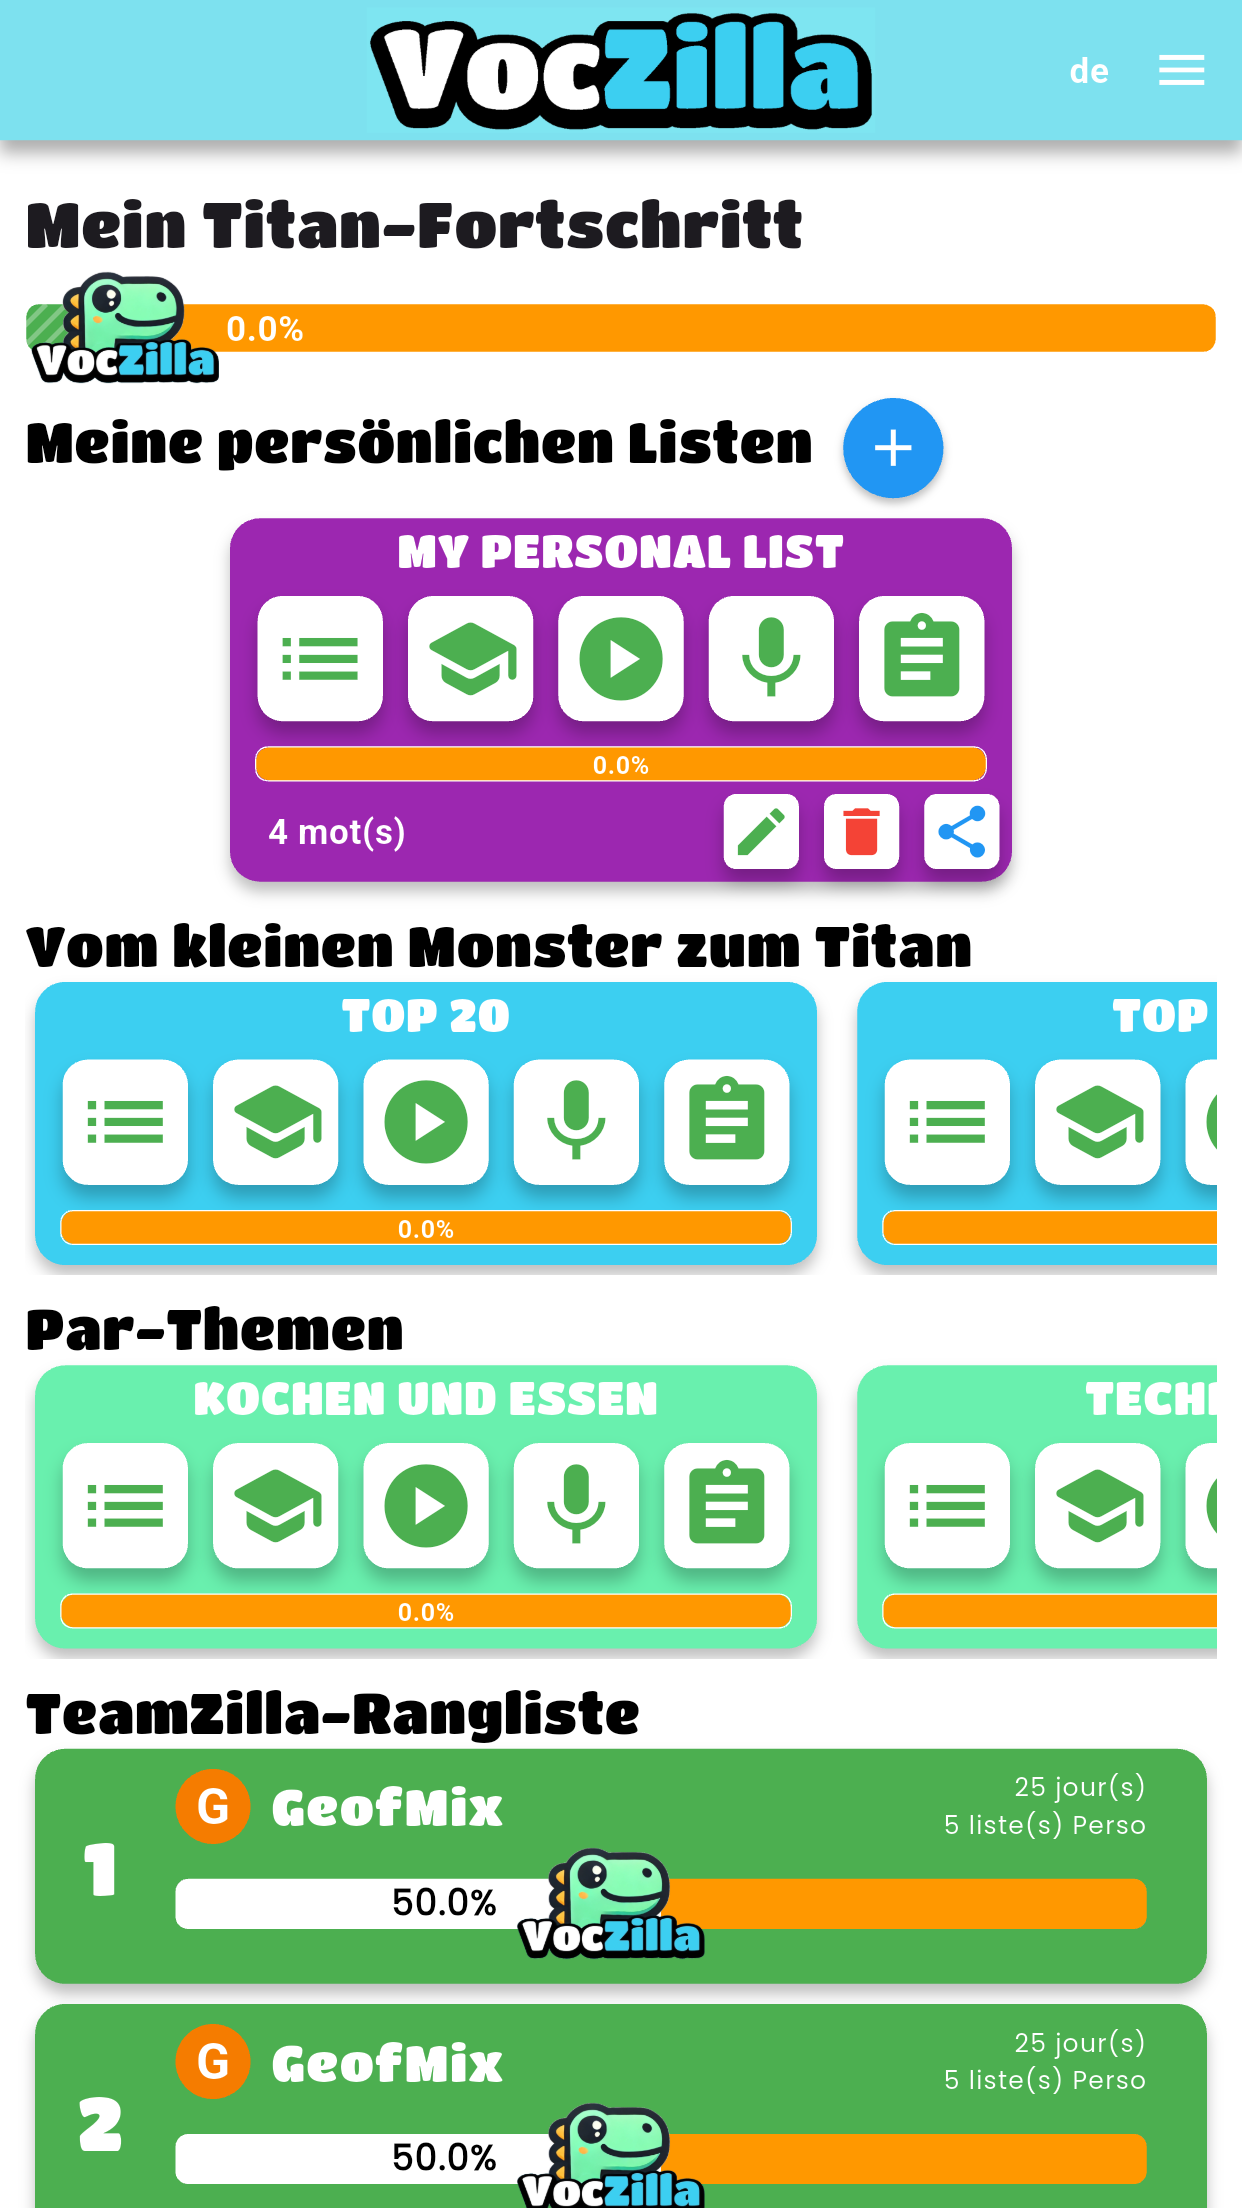 VocZilla
de
Mein Titan-Fortschritt
VocZilla
0.0%
Meine persönlichen Listen
MY PERSONAL LIST
0.0%
4 mot(s)
Vom kleinen Monster zum Titan
TOP 20
TOP
0.0%
Par-Themen
KOCHEN UND ESSEN
0.0%
TeamZilla-Rangliste
1
G
GeofMix
25 jour(s)
5 liste(s) Perso
50.0%
VocZilla
2
G
GeofMix
25 jour(s)
5 liste(s) Perso
50.0%
VocZilla